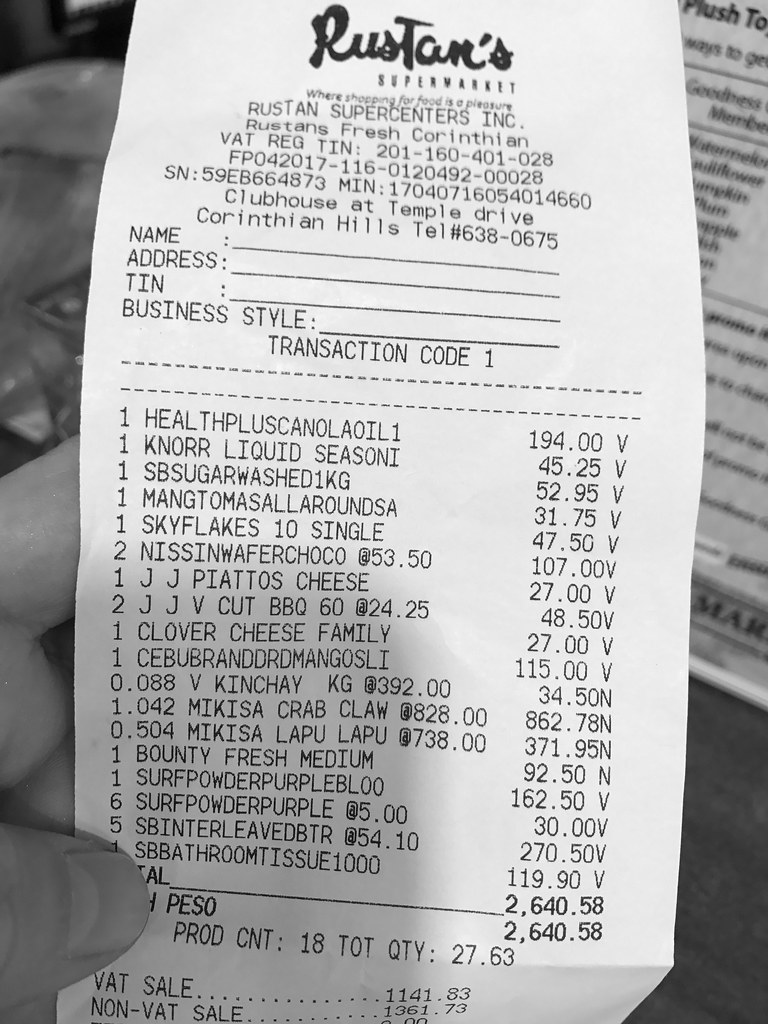 RusTan's
SUPERMARKET
Where shopping for food is a pleasure
RUSTAN SUPERCENTERS INC.
Rustans Fresh Corinthian
VAT REG TIN: 201-160-401-028
FP042017-116-0120492-00028
SN:59EB664873 MIN:17040716054014660
Clubhouse at Temple drive
Corinthian Hills Tel#638-0675
NAME :
ADDRESS:
TIN :
BUSINESS STYLE:
TRANSACTION CODE 1
1 HEALTHPLUSCANOLAOIL1 194.00 V
1 KNORR LIQUID SEASONI 45.25 V
1 SBSUGARWASHED1KG 52.95 V
1 MANGTOMASALLAROUNDSA 31.75 V
1 SKYFLAKES 10 SINGLE 47.50 V
2 NISSINWAFERCHOCO @53.50 107.00V
1 J J PIATTOS CHEESE 27.00 V
2 J J V CUT BBQ 60 @24.25 48.50V
1 CLOVER CHEESE FAMILY 27.00 V
1 CEBUBRANDDRDMANGOSLI 115.00 V
0.088 V KINCHAY KG @392.00 34.50N
1.042 MIKISA CRAB CLAW @828.00 862.78N
0.504 MIKISA LAPU LAPU @738.00 371.95N
1 BOUNTY FRESH MEDIUM 92.50 N
1 SURFPOWDERPURPLEBLOO 162.50 V
6 SURFPOWDERPURPLE @5.00 30.00V
5 SBINTERLEAVEDBTR @54.10 270.50V
1 SBBATHROOMTISSUE1000 119.90 V
TAL 2,640.58
H PESO 2,640.58
PROD CNT: 18 TOT QTY: 27.63
VAT SALE...............1141.83
NON-VAT SALE...........1361.73
Plush To
ways to
Goodness
Member